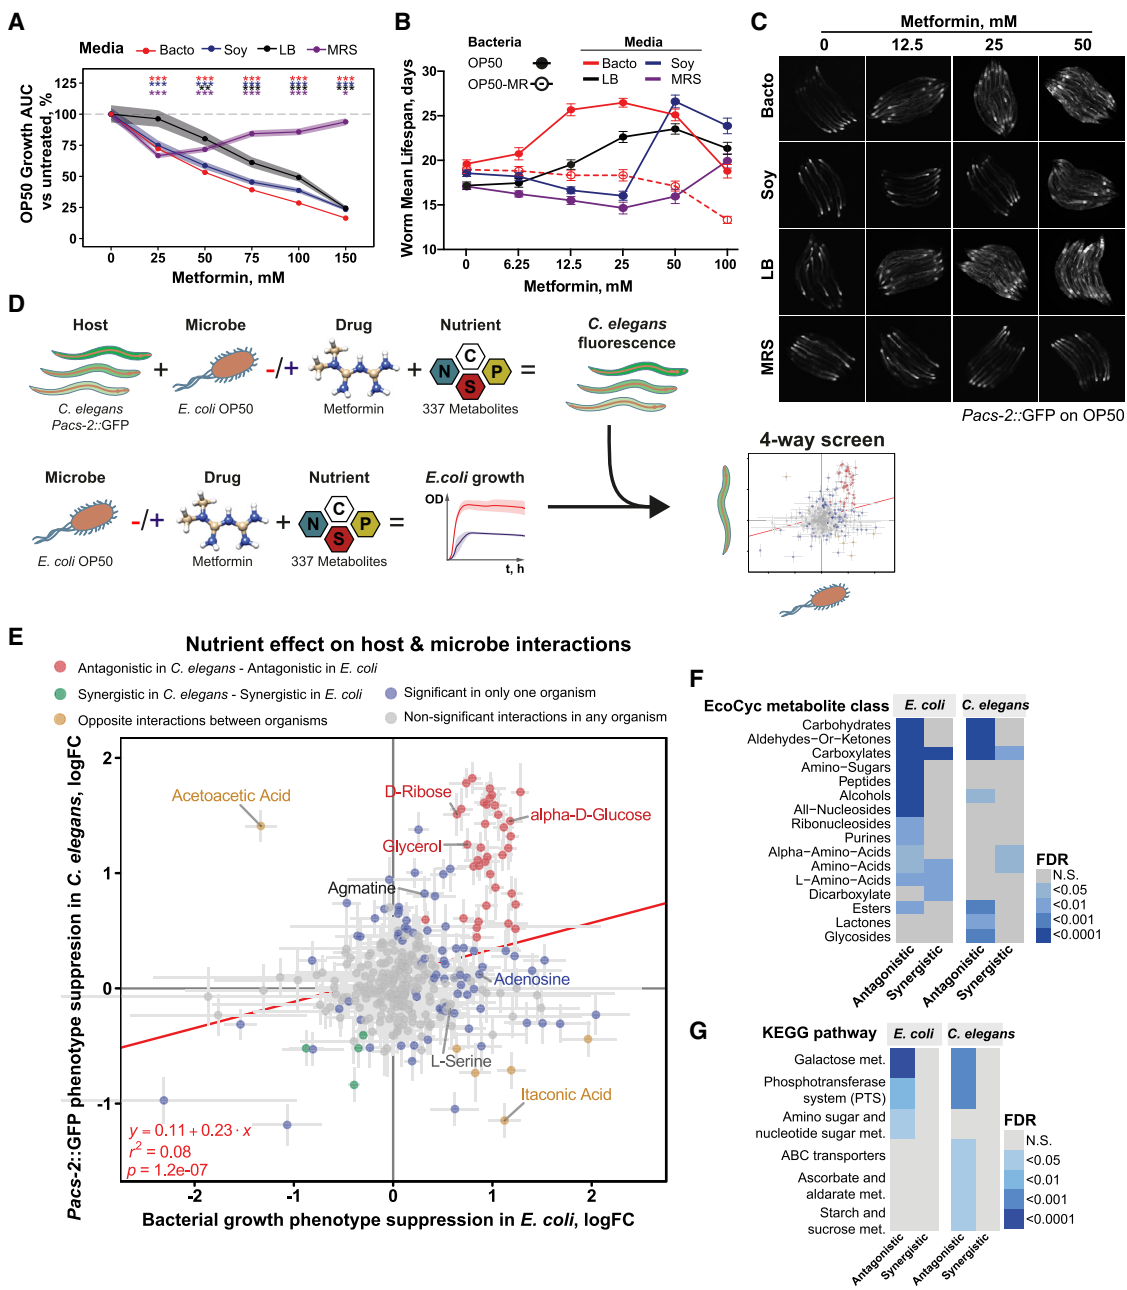 A
Media
Bacto
Soy
LB
MRS
OP50 Growth AUC
vs untreated, %
125
100
75
50
25
0
***
***
***
***
***
***
***
***
***
***
**
***
***
***
***
***
***
*
0
25
50
75
100
150
Metformin, mM
B
Bacteria
OP50
OP50-MR
Media
Bacto
LB
Soy
MRS
Worm Mean Lifespan, days
30
25
20
15
10
0
6.25
12.5
25
50
100
Metformin, mM
C
Metformin, mM
0
12.5
25
50
Bacto
Soy
LB
MRS
Pacs-2::GFP on OP50
D
Host
Microbe
Drug
Nutrient
C. elegans
fluorescence
+
-/+
+
N
C
S
P
=
C. elegans
Pacs-2::GFP
E. coli OP50
Metformin
337 Metabolites
Microbe
Drug
Nutrient
E.coli growth
-/+
+
N
C
S
P
=
OD
t, h
E. coli OP50
Metformin
337 Metabolites
4-way screen
E
Nutrient effect on host & microbe interactions
Antagonistic in C. elegans - Antagonistic in E. coli
Synergistic in C. elegans - Synergistic in E. coli
Opposite interactions between organisms
Significant in only one organism
Non-significant interactions in any organism
Pacs-2::GFP phenotype suppression in C. elegans, logFC
2
1
0
-1
Acetoacetic Acid
D-Ribose
alpha-D-Glucose
Glycerol
Agmatine
Adenosine
L-Serine
Itaconic Acid
y = 0.11 + 0.23 · x
r2 = 0.08
p = 1.2e-07
-2
-1
0
1
2
Bacterial growth phenotype suppression in E. coli, logFC
F
EcoCyc metabolite class
E. coli
C. elegans
Carbohydrates
Aldehydes-Or-Ketones
Carboxylates
Amino-Sugars
Peptides
Alcohols
All-Nucleosides
Ribonucleosides
Purines
Alpha-Amino-Acids
Amino-Acids
L-Amino-Acids
Dicarboxylate
Esters
Lactones
Glycosides
Antagonistic
Synergistic
Antagonistic
Synergistic
FDR
N.S.
<0.05
<0.01
<0.001
<0.0001
G
KEGG pathway
E. coli
C. elegans
Galactose met.
Phosphotransferase
system (PTS)
Amino sugar and
nucleotide sugar met.
ABC transporters
Ascorbate and
aldarate met.
Starch and
sucrose met.
Antagonistic
Synergistic
Antagonistic
Synergistic
FDR
N.S.
<0.05
<0.01
<0.001
<0.0001